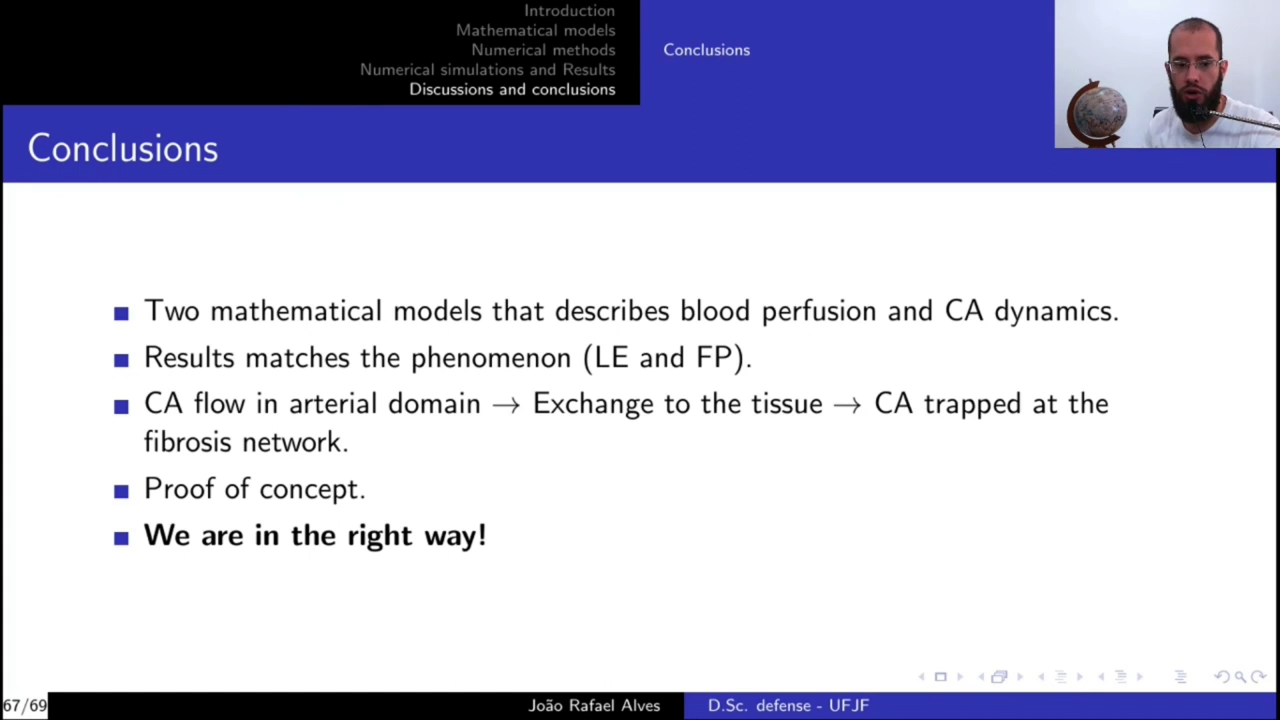 Introduction
Mathematical models
Numerical methods
Numerical simulations and Results
Discussions and conclusions
Conclusions
Conclusions
Two mathematical models that describes blood perfusion and CA dynamics.
Results matches the phenomenon (LE and FP).
CA flow in arterial domain → Exchange to the tissue → CA trapped at the
fibrosis network.
Proof of concept.
We are in the right way!
67/69
João Rafael Alves
D.Sc. defense - UFJF